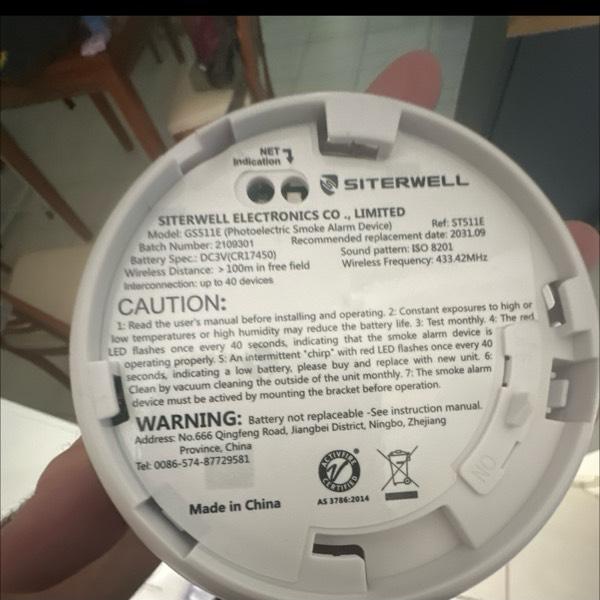 NET
Indication
SITERWELL
SITERWELL ELECTRONICS CO ., LIMITED
Model: GS511E (Photoelectric Smoke Alarm Device) Ref: ST511E
Batch Number: 2109301 Recommended replacement date: 2031.09
Battery Spec.: DC3V(CR17450) Sound pattern: ISO 8201
Wireless Distance: > 100m in free field Wireless Frequency: 433.42MHz
Interconnection: up to 40 devices
CAUTION:
1: Read the user's manual before installing and operating. 2: Constant exposures to high or
low temperatures or high humidity may reduce the battery life. 3: Test monthly. 4: The red
LED flashes once every 40 seconds, indicating that the smoke alarm device is
operating properly. 5: An intermittent "chirp" with red LED flashes once every 40
seconds, indicating a low battery, please buy and replace with new unit. 6:
Clean by vacuum cleaning the outside of the unit monthly. 7: The smoke alarm
device must be actived by mounting the bracket before operation.
WARNING: Battery not replaceable -See instruction manual.
Address: No.666 Qingfeng Road, Jiangbei District, Ningbo, Zhejiang
Province, China
Tel: 0086-574-87729581
ACTIVFIRE
CERTIFIED
AS 3786:2014
Made in China
ON